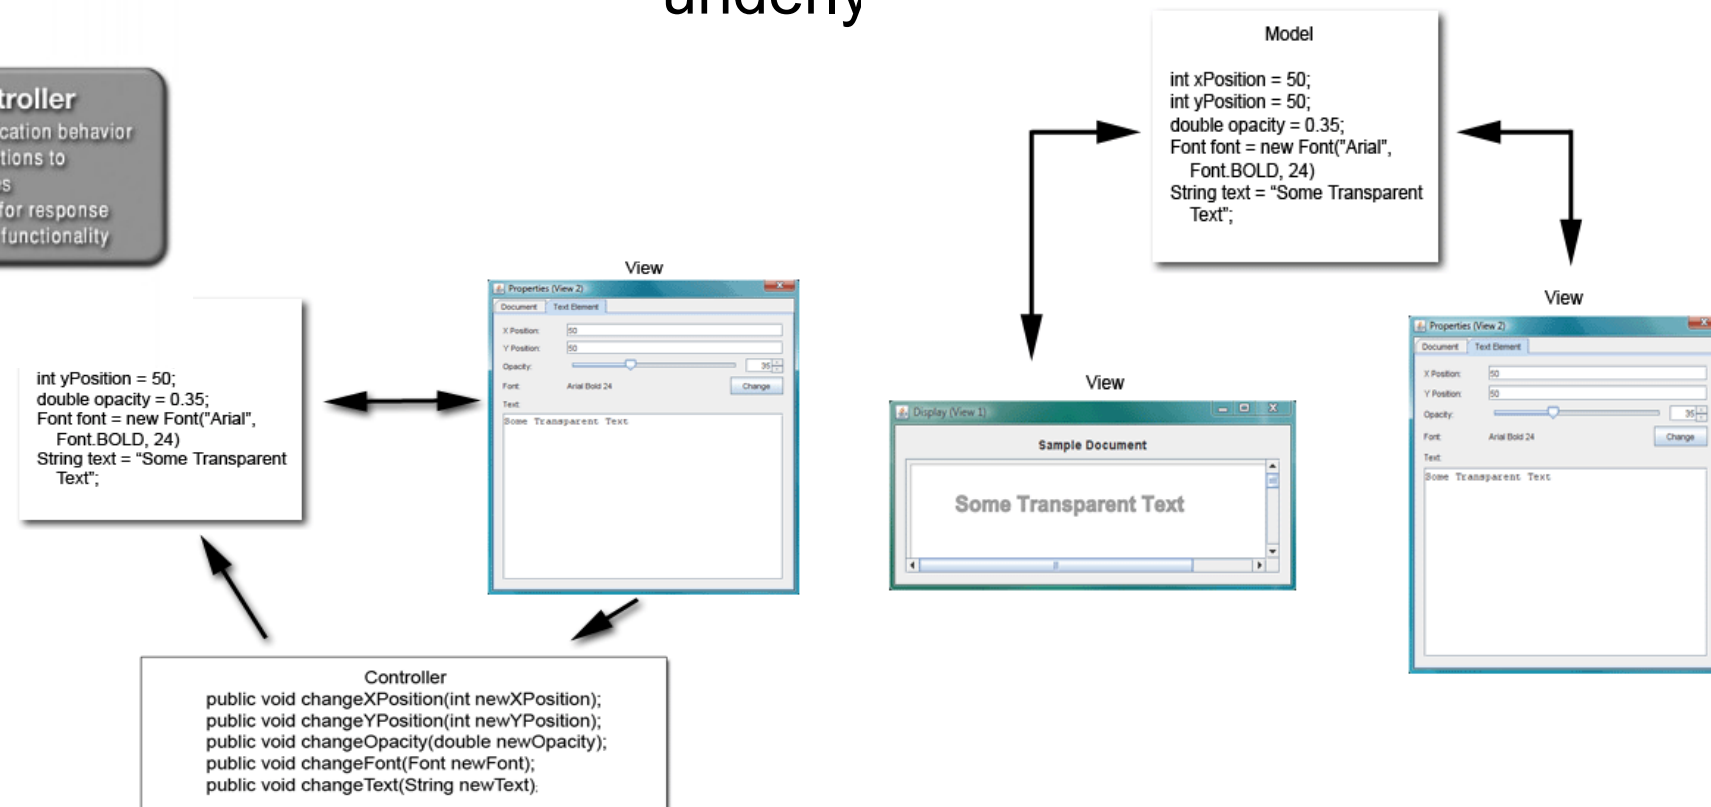 underly
troller
cation behavior
tions to
es
for response
functionality
int yPosition = 50;
double opacity = 0.35;
Font font = new Font("Arial",
Font.BOLD, 24)
String text = “Some Transparent
Text”;
View
Properties (View 2)
Document Text Element
X Position: 50
Y Position: 50
Opacity: 35
Font: Arial Bold 24 Change
Text:
Some Transparent Text
Controller
public void changeXPosition(int newXPosition);
public void changeYPosition(int newYPosition);
public void changeOpacity(double newOpacity);
public void changeFont(Font newFont);
public void changeText(String newText);
Model
int xPosition = 50;
int yPosition = 50;
double opacity = 0.35;
Font font = new Font("Arial",
Font.BOLD, 24)
String text = “Some Transparent
Text”;
View
Display (View 1)
Sample Document
Some Transparent Text
View
Properties (View 2)
Document Text Element
X Position: 50
Y Position: 50
Opacity: 35
Font: Arial Bold 24 Change
Text:
Some Transparent Text